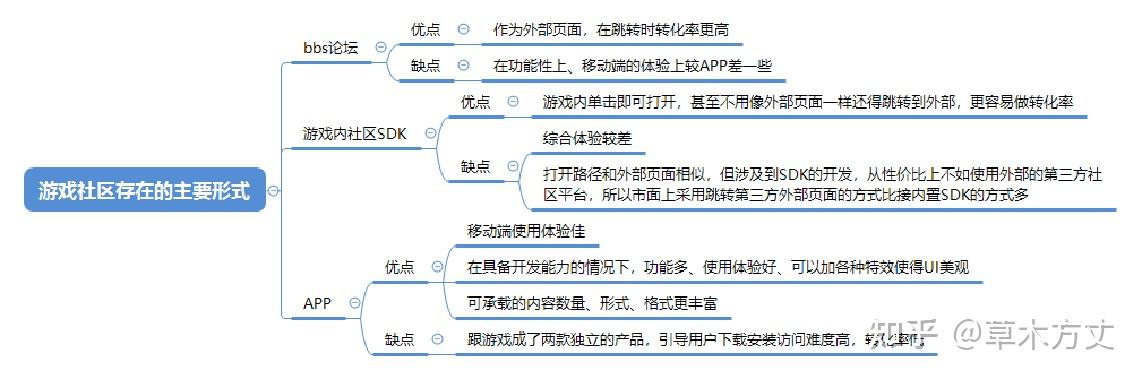 游戏社区存在的主要形式
bbs论坛
优点
作为外部页面，在跳转时转化率更高
缺点
在功能性上、移动端的体验上较APP差一些
游戏内社区SDK
优点
游戏内单击即可打开，甚至不用像外部页面一样还得跳转到外部，更容易做转化率
缺点
综合体验较差
打开路径和外部页面相似，但涉及到SDK的开发，从性价比上不如使用外部的第三方社
区平台，所以市面上采用跳转第三方外部页面的方式比接内置SDK的方式多
APP
优点
移动端使用体验佳
在具备开发能力的情况下，功能多、使用体验好、可以加各种特效使得UI美观
可承载的内容数量、形式、格式更丰富
缺点
跟游戏成了两款独立的产品，引导用户下载安装访问难度高，转化率低
知乎 @草木方丈